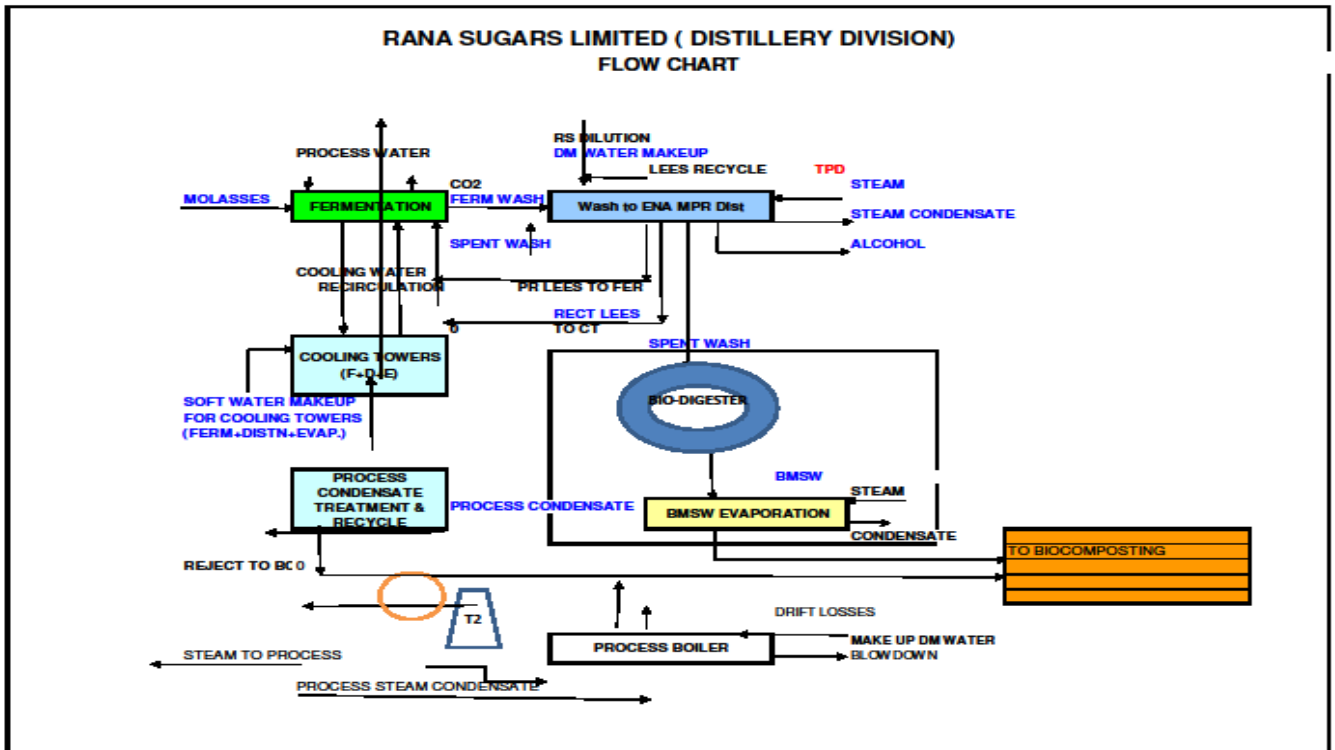 RANA SUGARS LIMITED ( DISTILLERY DIVISION)
FLOW CHART
RS DILUTION
PROCESS WATER
DM WATER MAKEUP
LEES RECYCLE
TPD
CO2
STEAM
MOLASSES
FERMENTATION
FERM WASH
Wash to ENA MPR Dist
STEAM CONDENSATE
SPENT WASH
ALCOHOL
COOLING WATER
RECIRCULATION
PR LEES TO FER
RECT LEES
0
TO CT
SPENT WASH
COOLING TOWERS
(F+D+E)
SOFT WATER MAKEUP
FOR COOLING TOWERS
(FERM+DISTN+EVAP.)
BIO-DIGESTER
BMSW
PROCESS
CONDENSATE
TREATMENT &
RECYCLE
PROCESS CONDENSATE
STEAM
BMSW EVAPORATION
CONDENSATE
TO BIOCOMPOSTING
REJECT TO BC 0
T2
DRIFT LOSSES
PROCESS BOILER
MAKE UP DM WATER
BLOWDOWN
STEAM TO PROCESS
PROCESS STEAM CONDENSATE